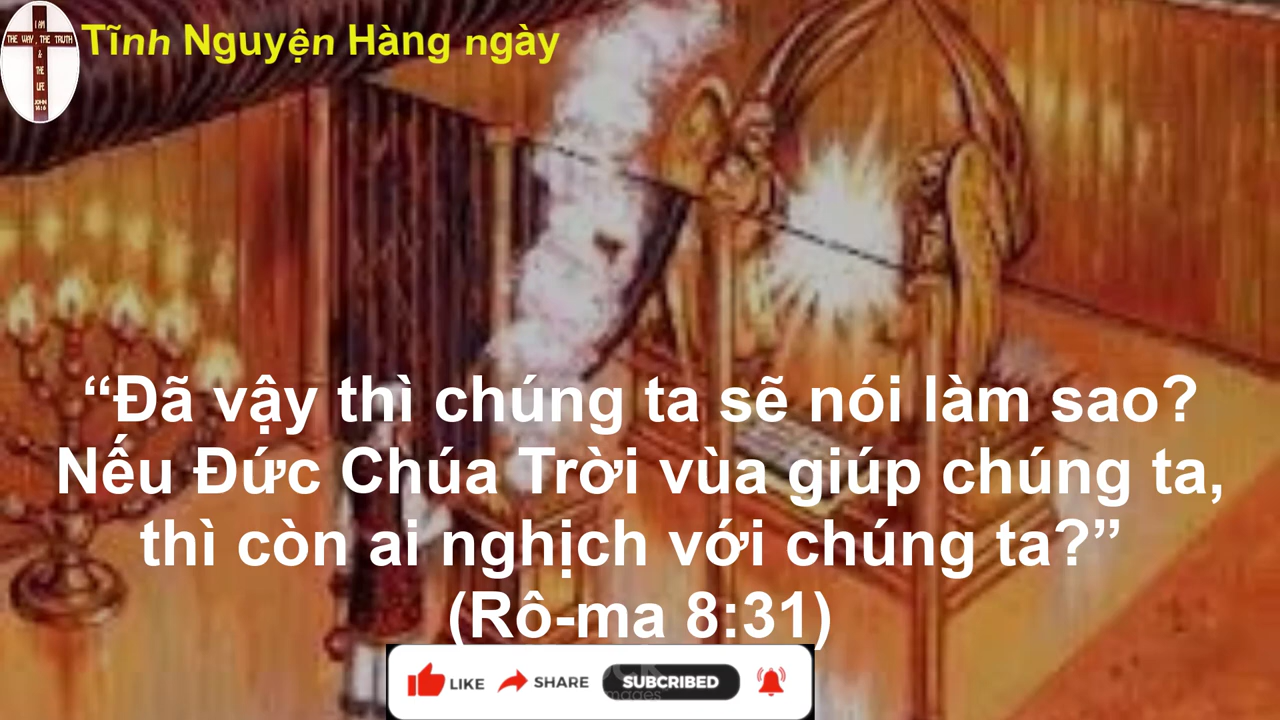 I AM
THE WAY, THE TRUTH
&
THE
LIFE
JOHN
14:6
Tĩnh Nguyện Hàng ngày
“Đã vậy thì chúng ta sẽ nói làm sao?
Nếu Đức Chúa Trời vùa giúp chúng ta,
thì còn ai nghịch với chúng ta?”
(Rô-ma 8:31)
LIKE SHARE SUBCRIBED